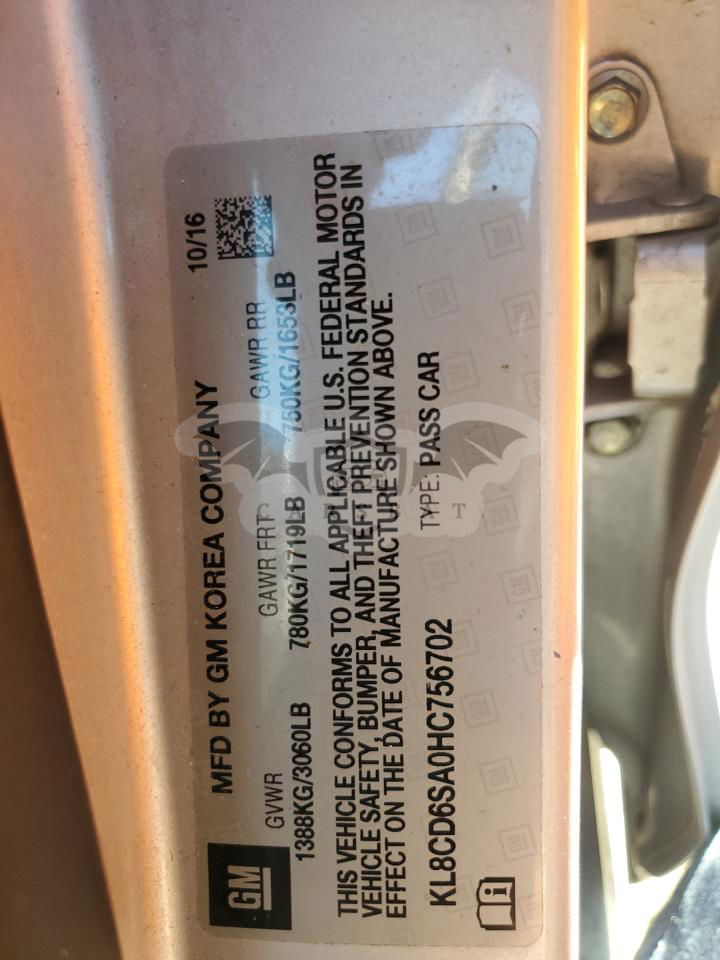 GM
MFD BY GM KOREA COMPANY 10/16
GVWR GAWR FRT GAWR RR
1388KG/3060LB 780KG/1719LB 750KG/1653LB
THIS VEHICLE CONFORMS TO ALL APPLICABLE U.S. FEDERAL MOTOR
VEHICLE SAFETY, BUMPER, AND THEFT PREVENTION STANDARDS IN
EFFECT ON THE DATE OF MANUFACTURE SHOWN ABOVE.
KL8CD6SA0HC756702 TYPE: PASS CAR